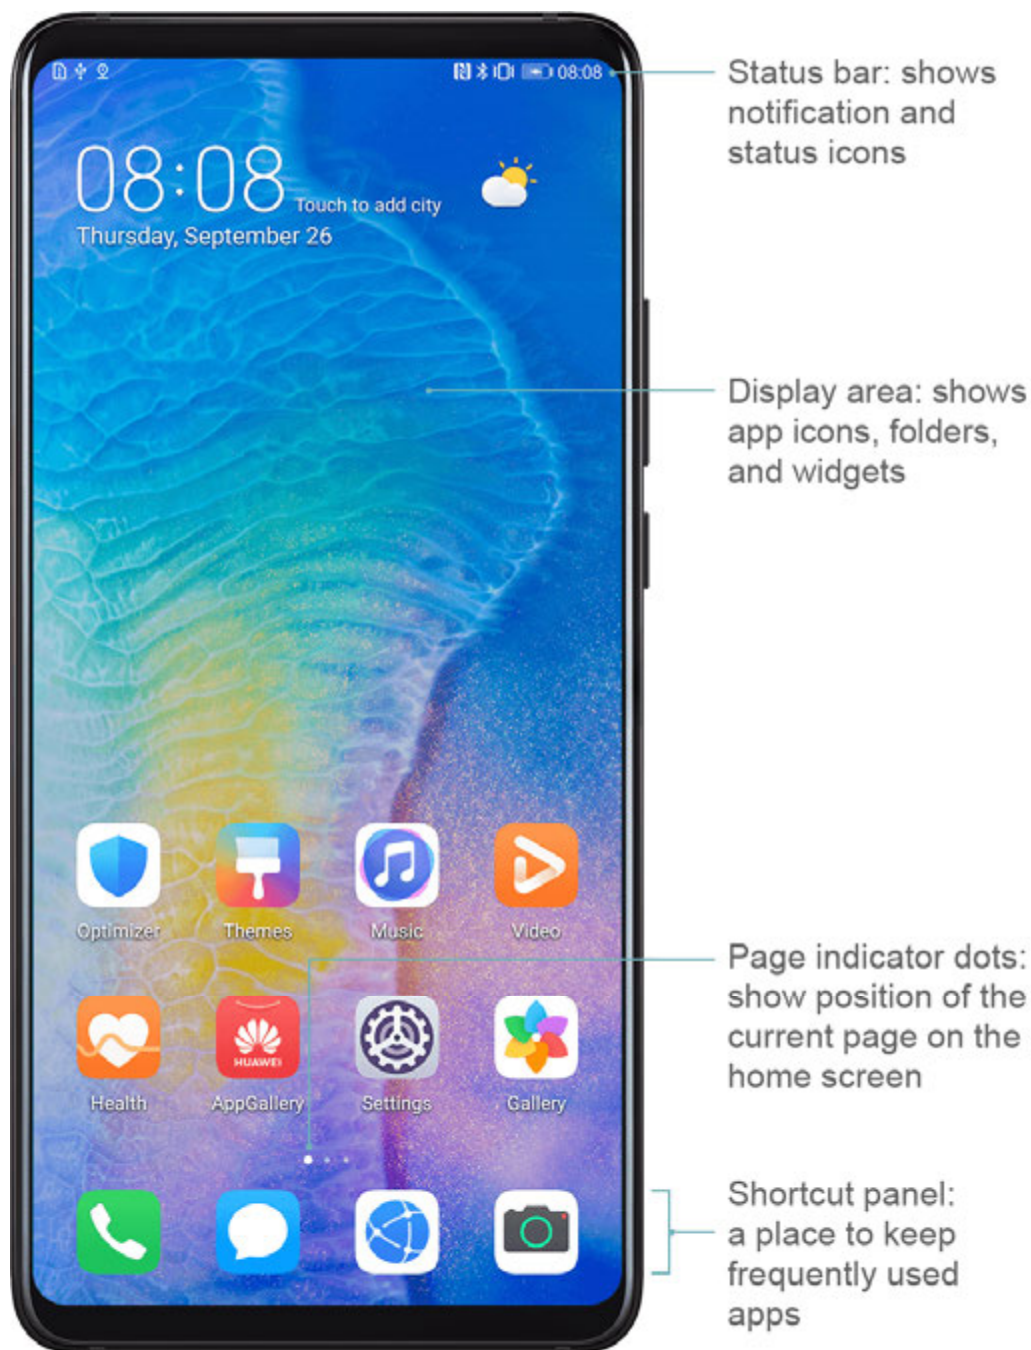 08:08
Status bar: shows
notification and
status icons
08:08
Touch to add city
Thursday, September 26
Display area: shows
app icons, folders,
and widgets
Optimizer
Themes
Music
Video
Page indicator dots:
show position of the
current page on the
home screen
HUAWEI
Health
AppGallery
Settings
Gallery
Shortcut panel:
a place to keep
frequently used
apps